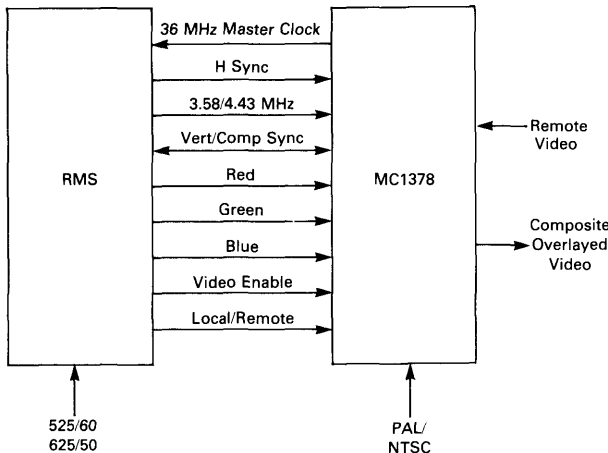 36 MHz Master Clock
H Sync
3.58/4.43 MHz
Vert/Comp Sync
RMS
Red
MC1378
Green
Blue
Video Enable
Local/Remote
Remote
Video
Composite
Overlayed
Video
525/60
625/50
PAL/
NTSC